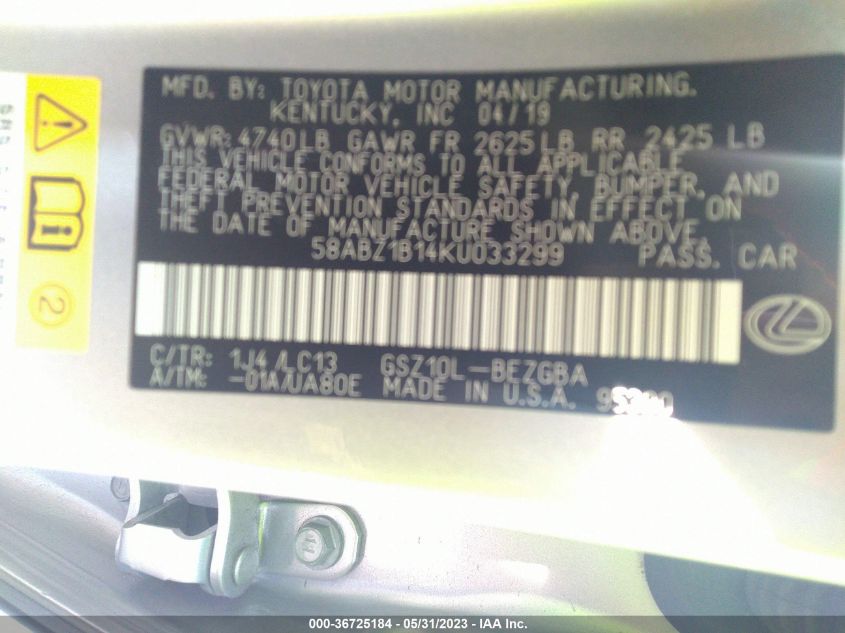 MFD. BY: TOYOTA MOTOR MANUFACTURING.
KENTUCKY, INC 04/19
GVWR: 4740LB GAWR FR 2625LB RR 2425 LB
THIS VEHICLE CONFORMS TO ALL APPLICABLE
FEDERAL MOTOR VEHICLE SAFETY, BUMPER, AND
THEFT PREVENTION STANDARDS IN EFFECT ON
THE DATE OF MANUFACTURE SHOWN ABOVE.
58ABZ1B14KU033299 PASS. CAR
C/TR: 1J4/LC13 GSZ10L-BEZGBA
A/TM: -01A/UA80E MADE IN U.S.A.
2
000-36725184 - 05/31/2023 - IAA Inc.